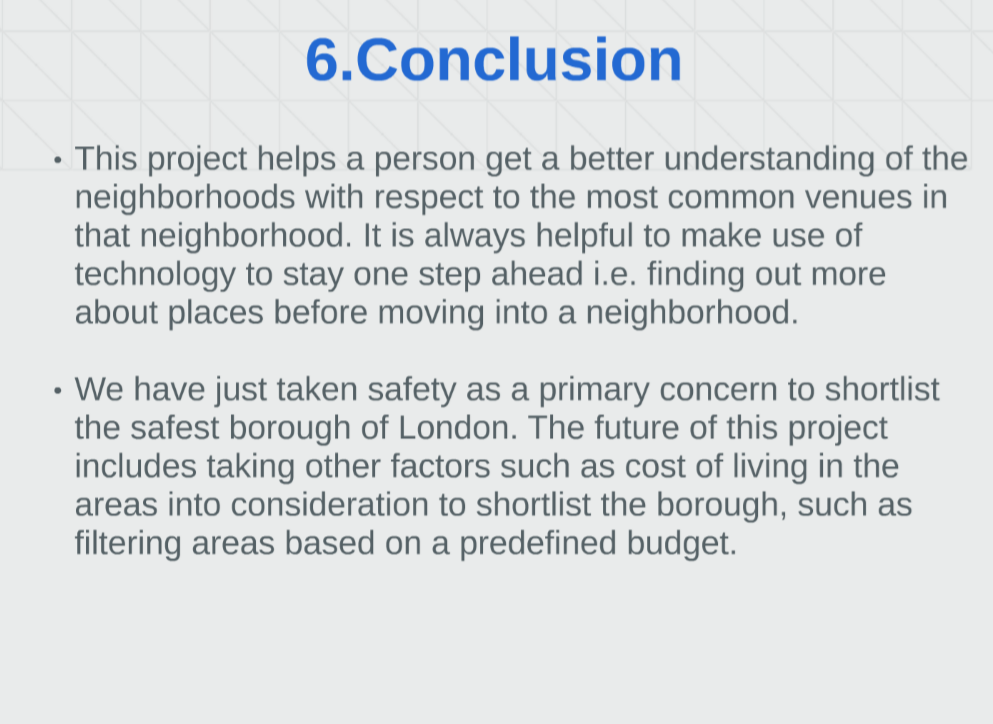 6.Conclusion
• This project helps a person get a better understanding of the
neighborhoods with respect to the most common venues in
that neighborhood. It is always helpful to make use of
technology to stay one step ahead i.e. finding out more
about places before moving into a neighborhood.
• We have just taken safety as a primary concern to shortlist
the safest borough of London. The future of this project
includes taking other factors such as cost of living in the
areas into consideration to shortlist the borough, such as
filtering areas based on a predefined budget.